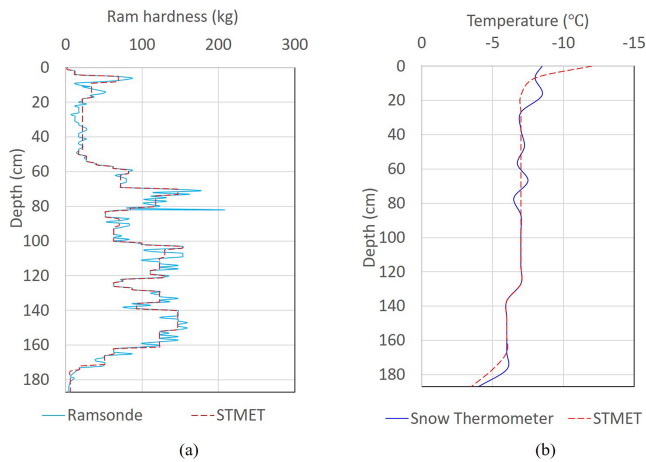 Ram hardness (kg)
0 100 200 300
0
20
40
60
80
100
120
140
160
180
Depth (cm)
Ramsonde STMET
(a)
Temperature (℃)
0 -5 -10 -15
0
20
40
60
80
100
120
140
160
180
Depth (cm)
Snow Thermometer STMET
(b)